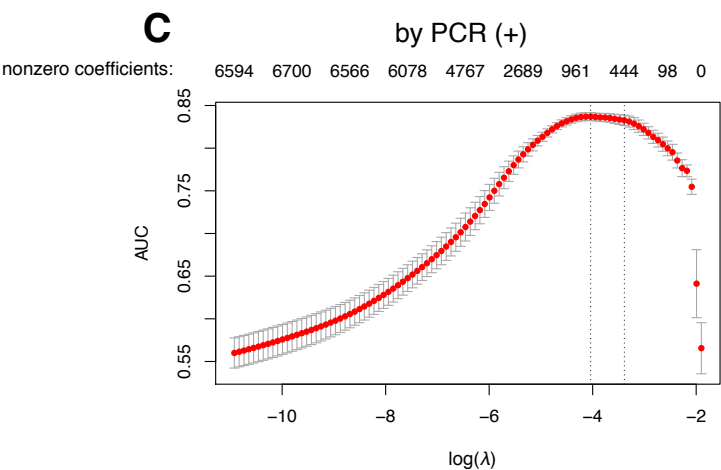 C
by PCR (+)
nonzero coefficients: 6594 6700 6566 6078 4767 2689 961 444 98 0
0.85
0.75
0.65
0.55
AUC
−10 −8 −6 −4 −2
log(λ)